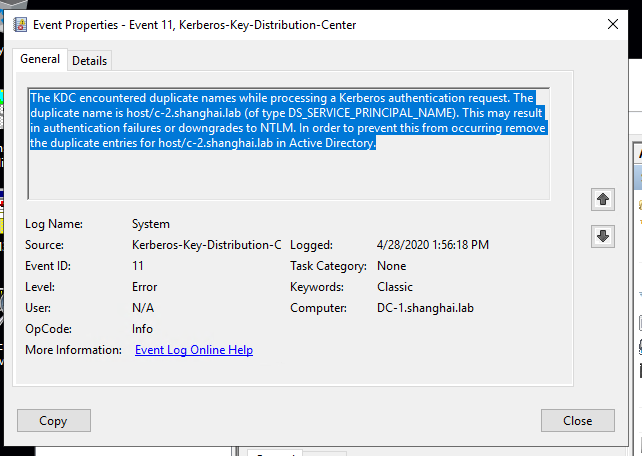 Event Properties - Event 11, Kerberos-Key-Distribution-Center
General Details
The KDC encountered duplicate names while processing a Kerberos authentication request. The
duplicate name is host/c-2.shanghai.lab (of type DS_SERVICE_PRINCIPAL_NAME). This may result
in authentication failures or downgrades to NTLM. In order to prevent this from occurring remove
the duplicate entries for host/c-2.shanghai.lab in Active Directory.
Log Name: System
Source: Kerberos-Key-Distribution-C Logged: 4/28/2020 1:56:18 PM
Event ID: 11 Task Category: None
Level: Error Keywords: Classic
User: N/A Computer: DC-1.shanghai.lab
OpCode: Info
More Information: Event Log Online Help
Copy Close